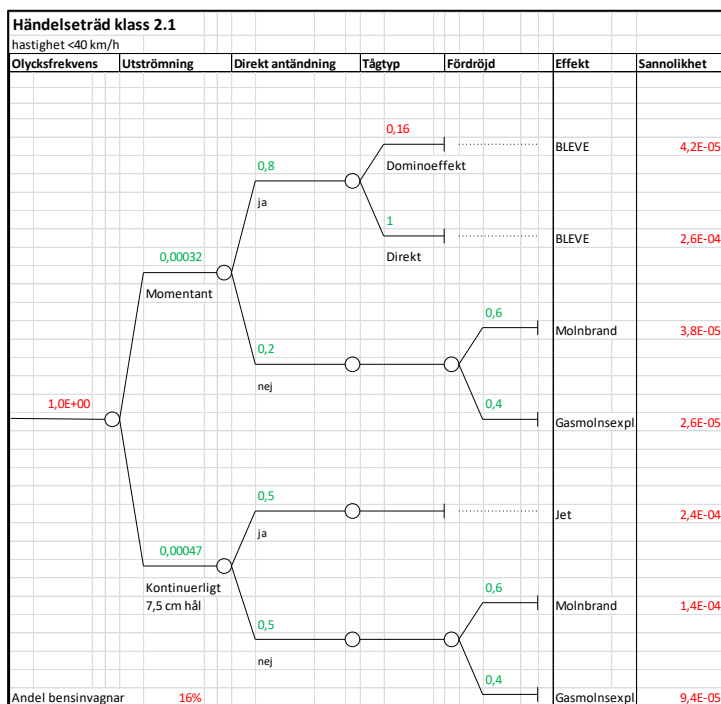 Händelseträd klass 2.1
hastighet <40 km/h
Olycksfrekvens Utströmning Direkt antändning Tågtyp Fördröjd Effekt Sannolikhet
0,16
BLEVE 4,2E-05
0,8 Dominoeffekt
ja
1
BLEVE 2,6E-04
0,00032 Direkt
Momentant
0,6
Molnbrand 3,8E-05
0,2
nej
1,0E+00 0,4
Gasmolnsexpl. 2,6E-05
0,5
Jet 2,4E-04
ja
0,00047
Kontinuerligt 0,6
7,5 cm hål Molnbrand 1,4E-04
0,5
nej
0,4
Andel bensinvagnar 16% Gasmolnsexpl. 9,4E-05